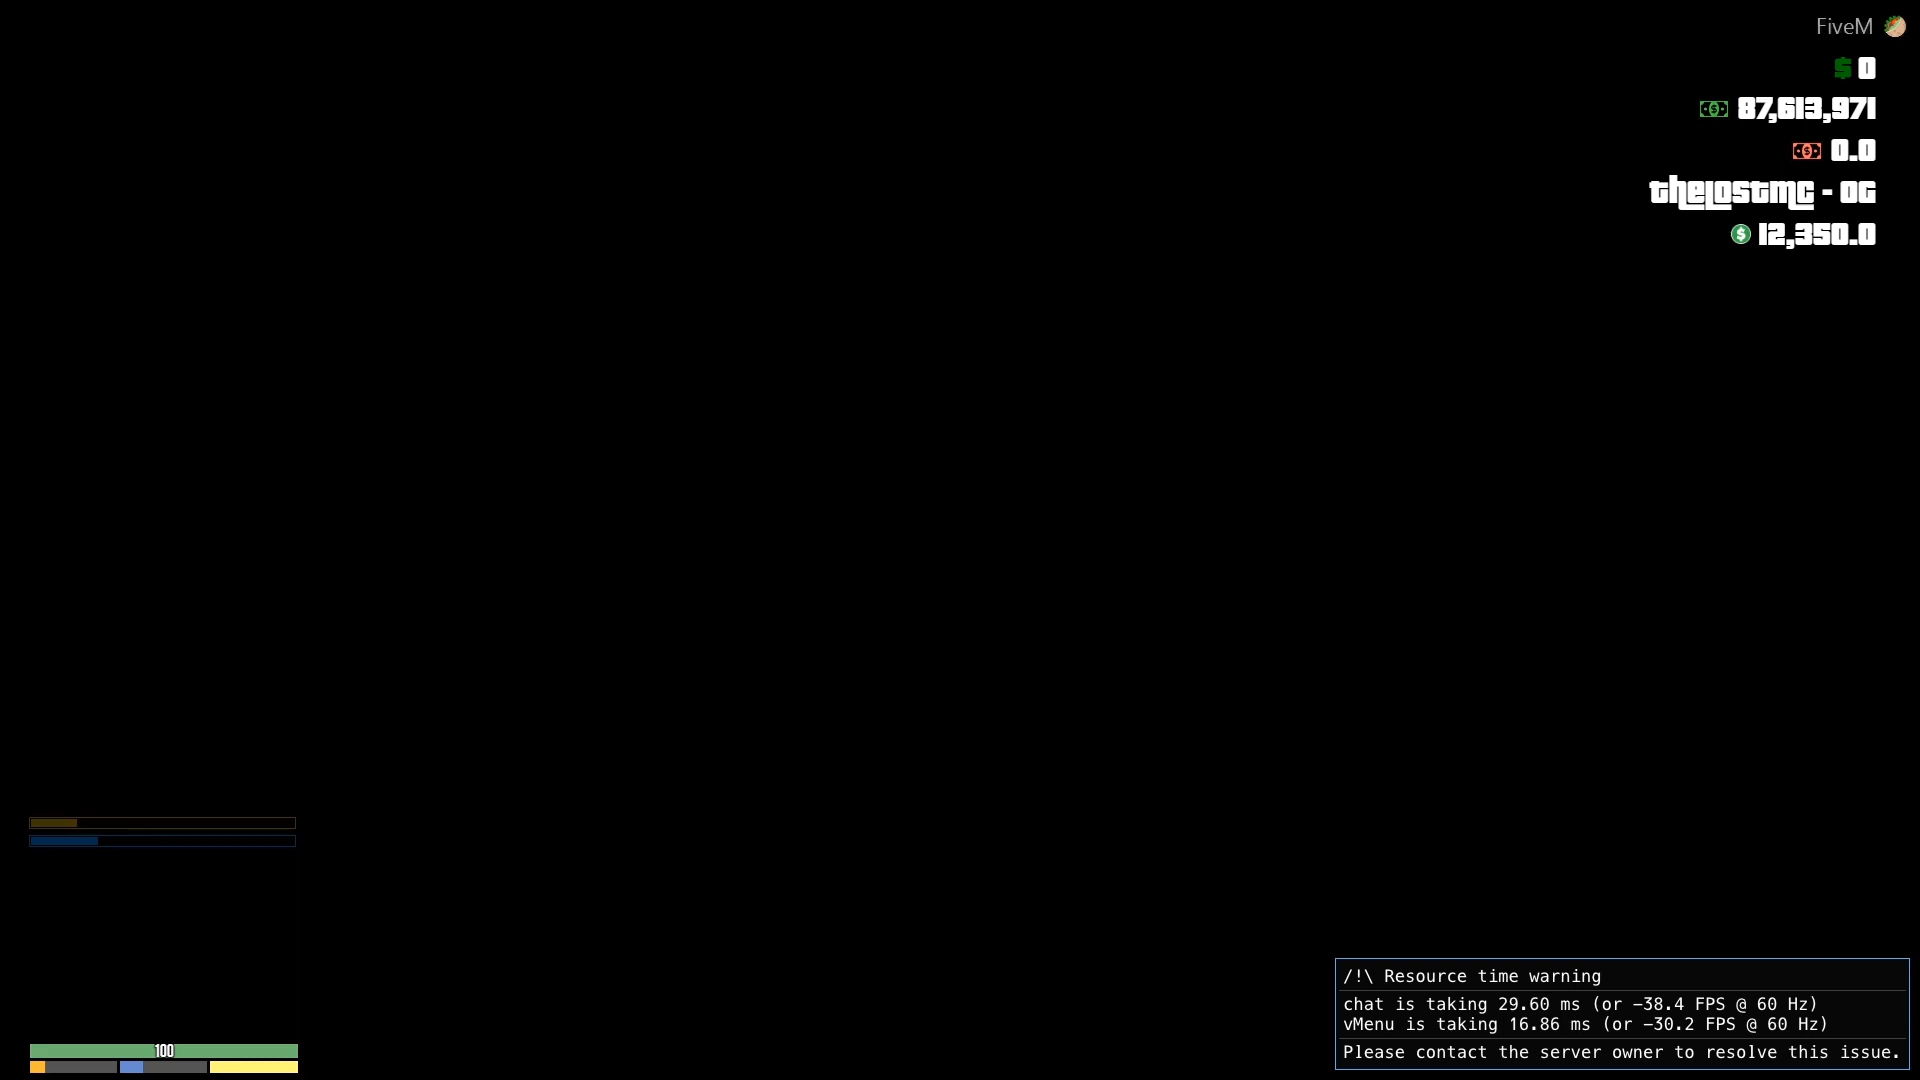 FiveM
$ 0
87,613,971
0.0
thelostmc - OG
$ 12,350.0
100
/!\ Resource time warning
chat is taking 29.60 ms (or -38.4 FPS @ 60 Hz)
vMenu is taking 16.86 ms (or -30.2 FPS @ 60 Hz)
Please contact the server owner to resolve this issue.